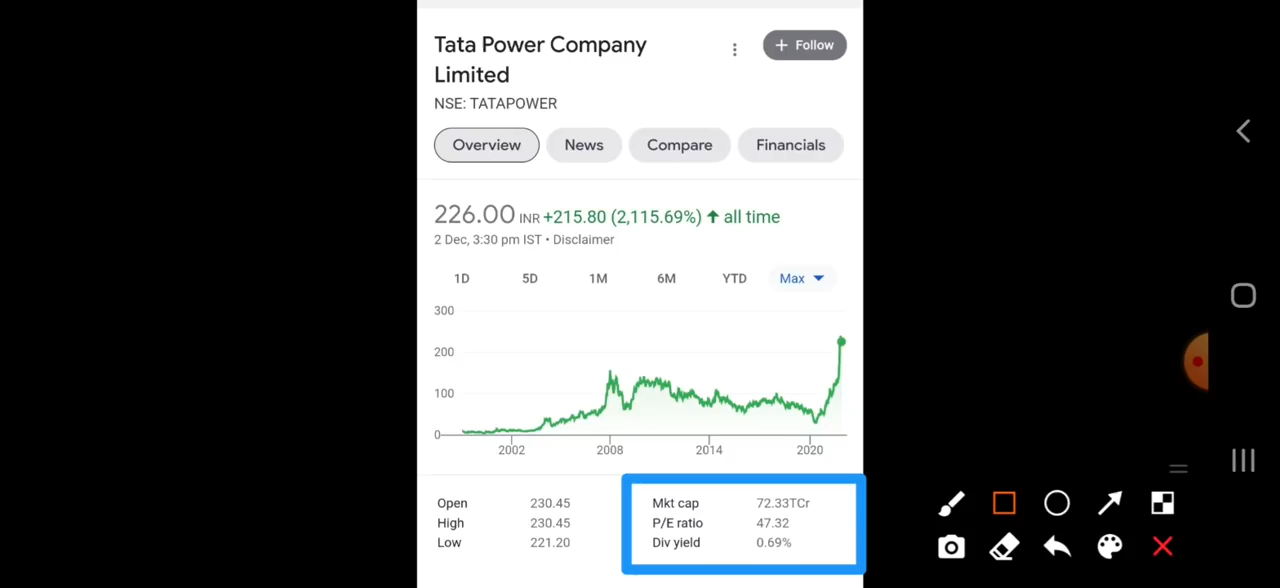 Tata Power Company
Limited
+ Follow
NSE: TATAPOWER
Overview News Compare Financials
226.00 INR +215.80 (2,115.69%) ↑ all time
2 Dec, 3:30 pm IST • Disclaimer
1D 5D 1M 6M YTD Max
300
200
100
0
2002 2008 2014 2020
Open 230.45 Mkt cap 72.33TCr
High 230.45 P/E ratio 47.32
Low 221.20 Div yield 0.69%